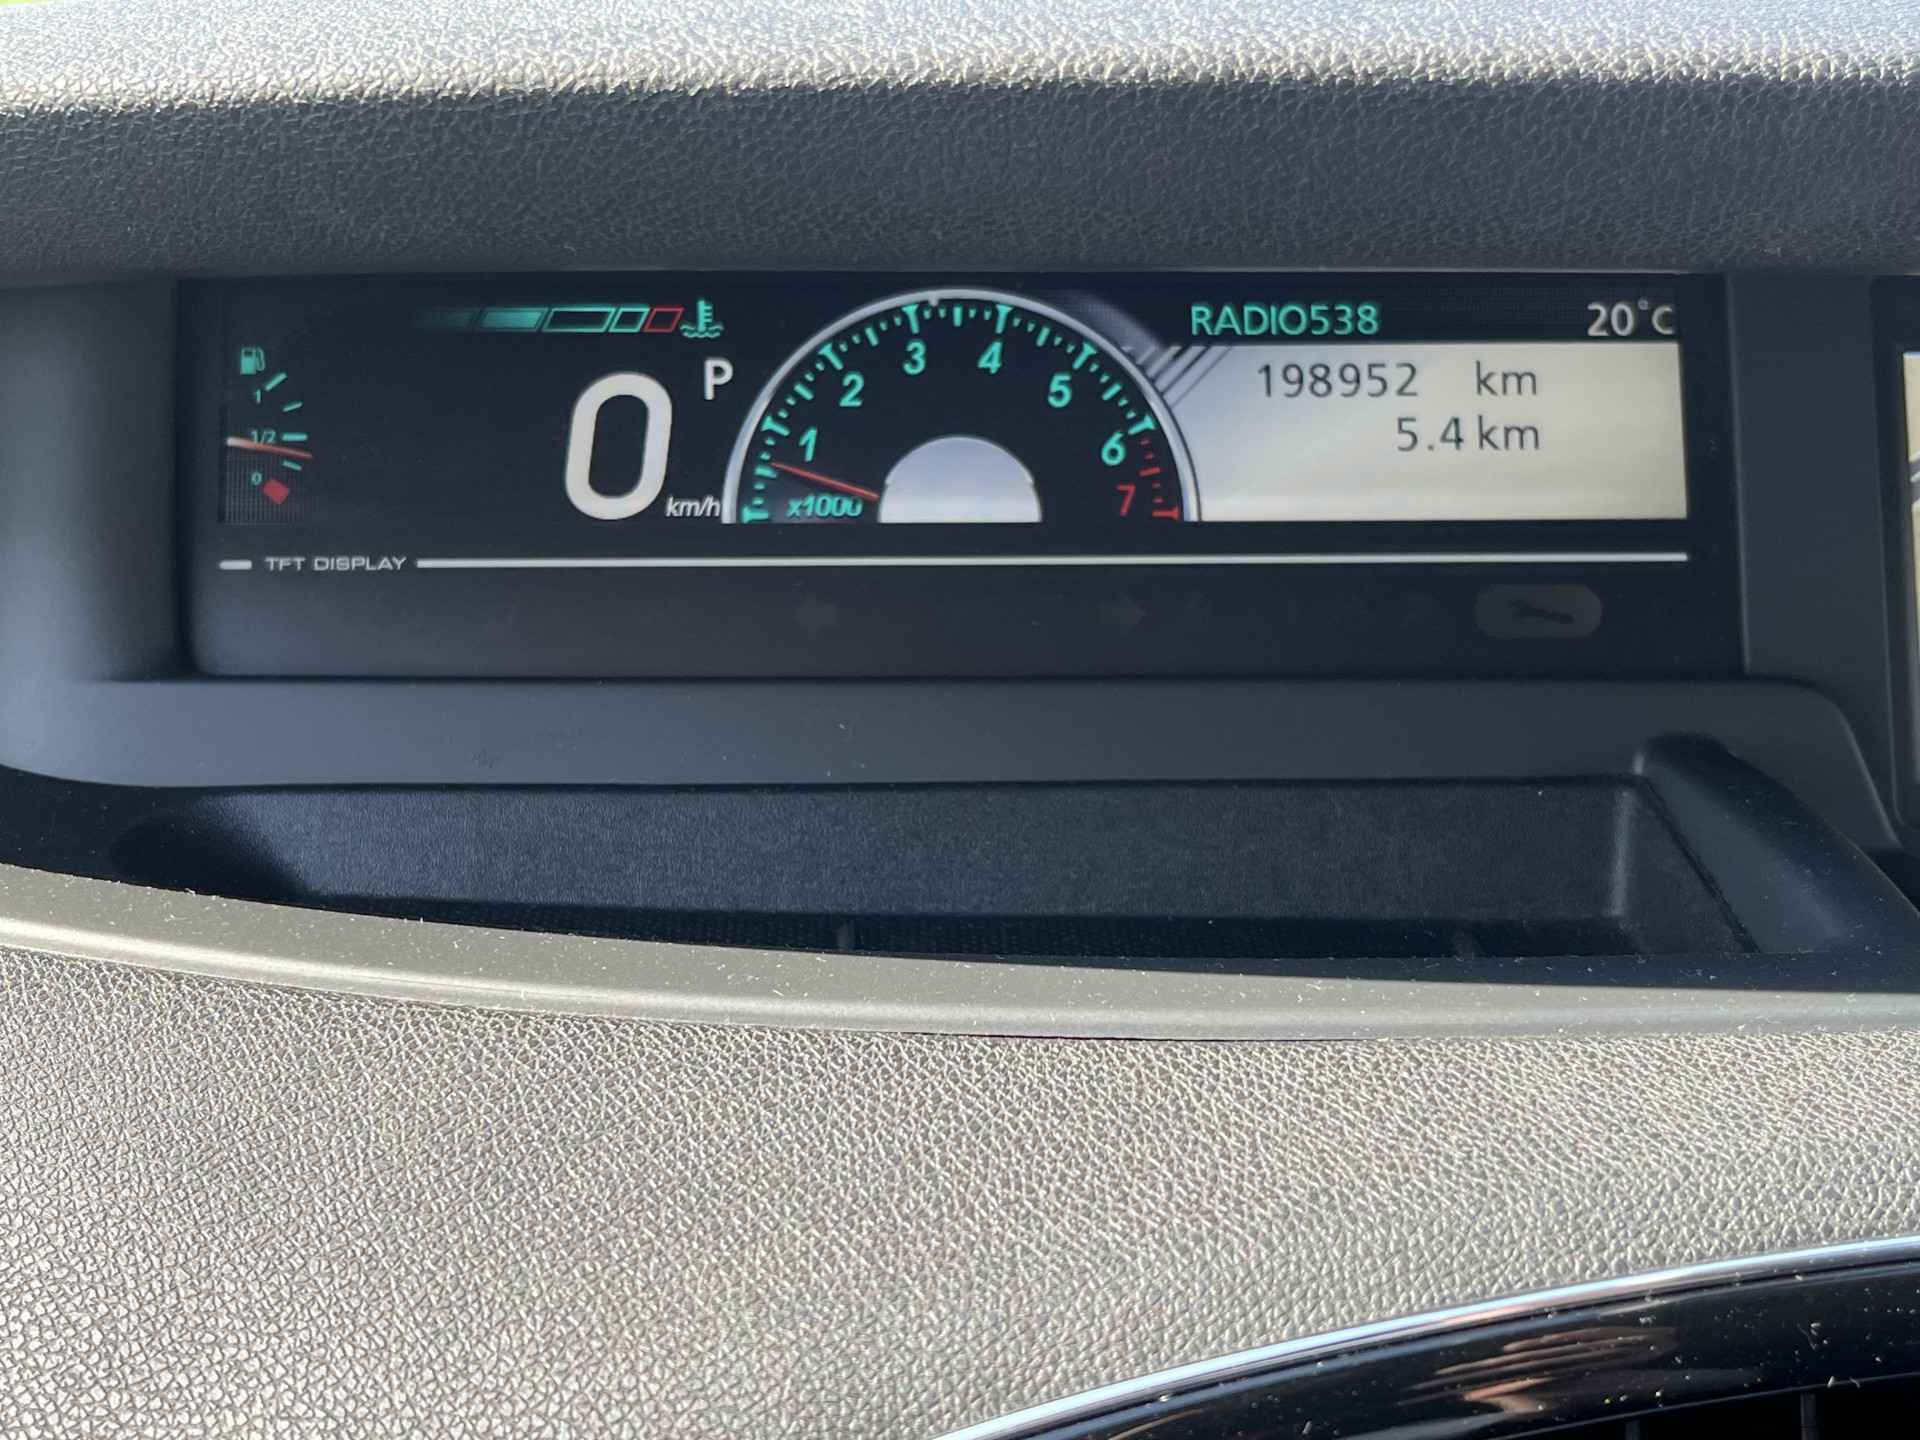 RADIO538 20°C
198952 km
5.4 km
1
1/2
0
0 km/h
P
1 2 3 4 5 6 7
x1000
TFT DISPLAY